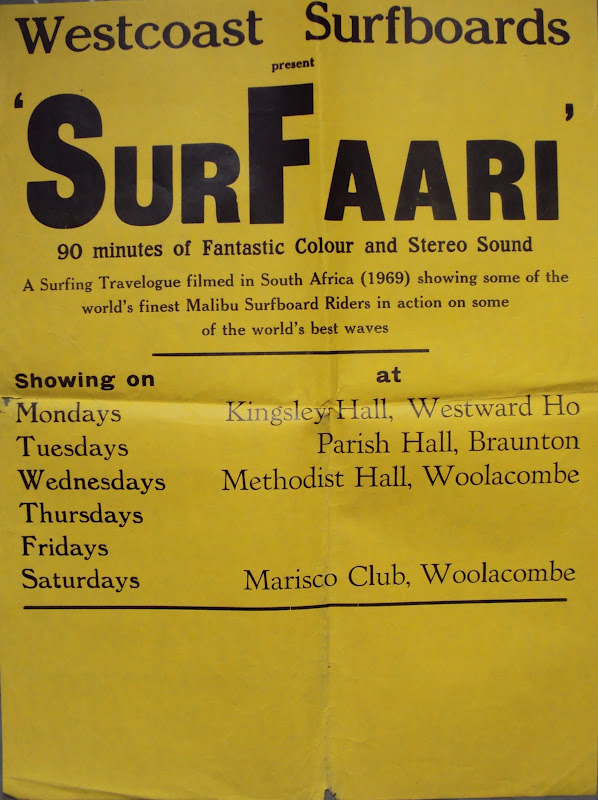 Westcoast Surfboards
present
‘SURFAARI’
90 minutes of Fantastic Colour and Stereo Sound
A Surfing Travelogue filmed in South Africa (1969) showing some of the
world's finest Malibu Surfboard Riders in action on some
of the world's best waves
Showing on at
Mondays Kingsley Hall, Westward Ho
Tuesdays Parish Hall, Braunton
Wednesdays Methodist Hall, Woolacombe
Thursdays
Fridays
Saturdays Marisco Club, Woolacombe